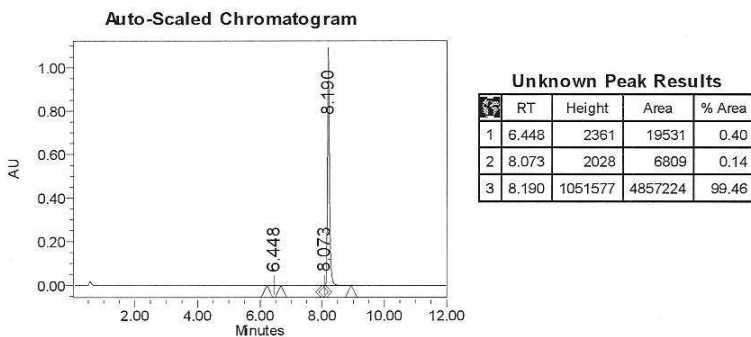 Auto-Scaled Chromatogram
1.00
0.80
0.60
0.40
0.20
0.00
AU
6.448
8.073
8.190
2.00 4.00 6.00 8.00 10.00 12.00
Minutes
Unknown Peak Results
RT Height Area % Area
1 6.448 2361 19531 0.40
2 8.073 2028 6809 0.14
3 8.190 1051577 4857224 99.46